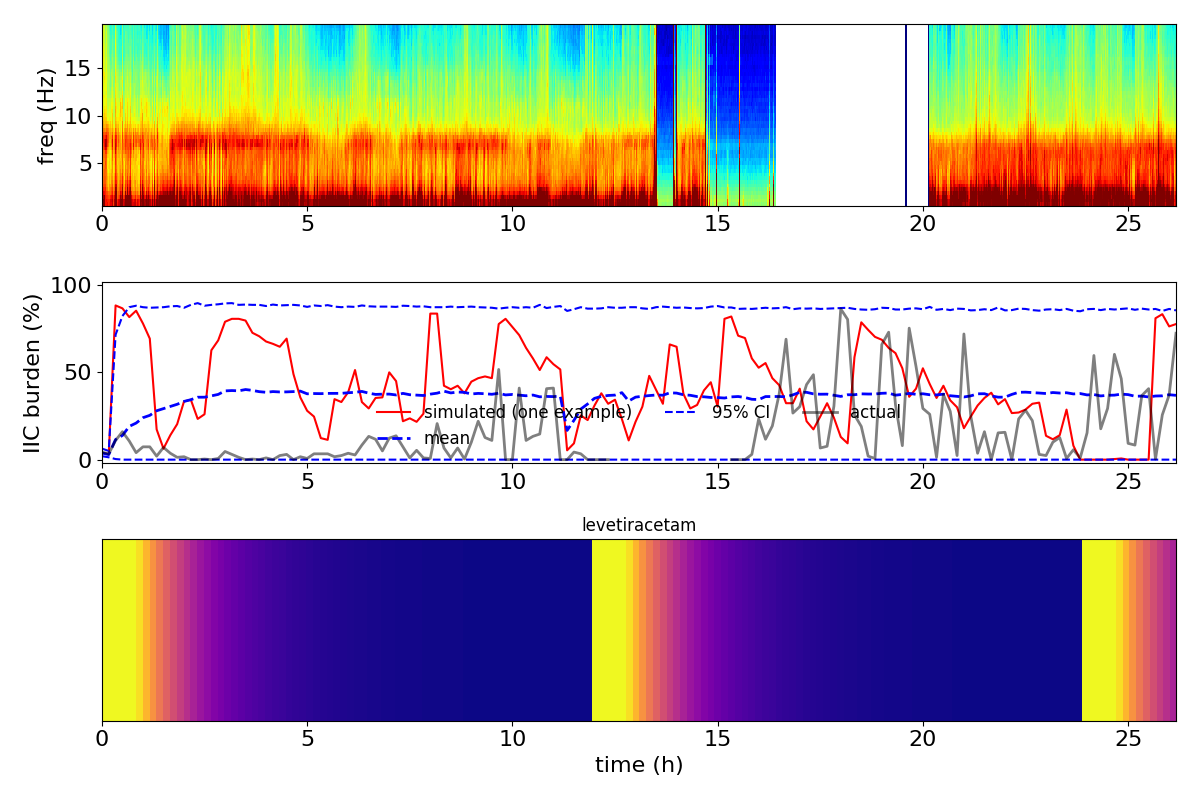 freq (Hz)
15
10
5
0 5 10 15 20 25
IIC burden (%)
100
50
0
simulated (one example) 95% CI actual
mean
0 5 10 15 20 25
levetiracetam
0 5 10 15 20 25
time (h)